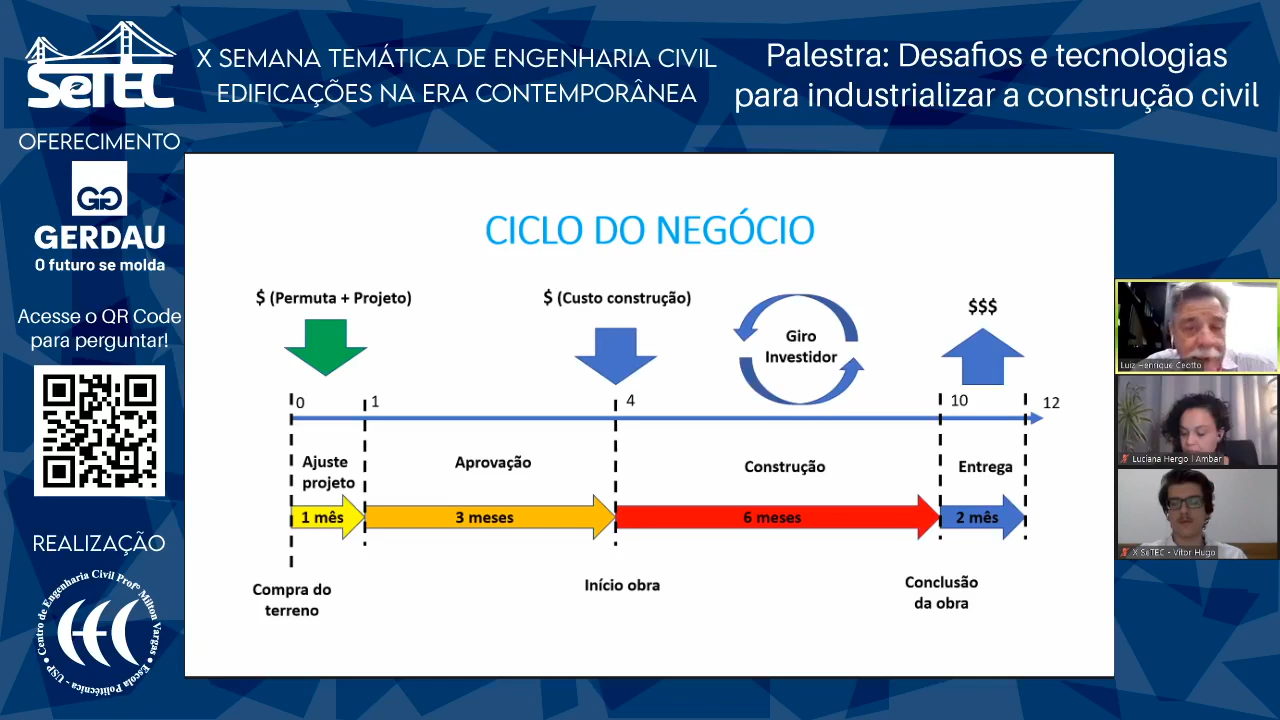 SeTEC
X SEMANA TEMÁTICA DE ENGENHARIA CIVIL
EDIFICAÇÕES NA ERA CONTEMPORÂNEA
Palestra: Desafios e tecnologias
para industrializar a construção civil
OFERECIMENTO
GG
GERDAU
O futuro se molda
Acesse o QR Code
para perguntar!
REALIZAÇÃO
Centro de Engenharia Civil Profº Milton Vargas • Escola Politécnica - USP •
CEC
CICLO DO NEGÓCIO
$ (Permuta + Projeto)
$ (Custo construção)
Giro
Investidor
$$$
0
1
4
10
12
Ajuste
projeto
Aprovação
Construção
Entrega
1 mês
3 meses
6 meses
2 mês
Compra do
terreno
Início obra
Conclusão
da obra
Luiz Henrique Ceotto
Luciana Hergo | Ambar
X SeTEC - Vitor Hugo